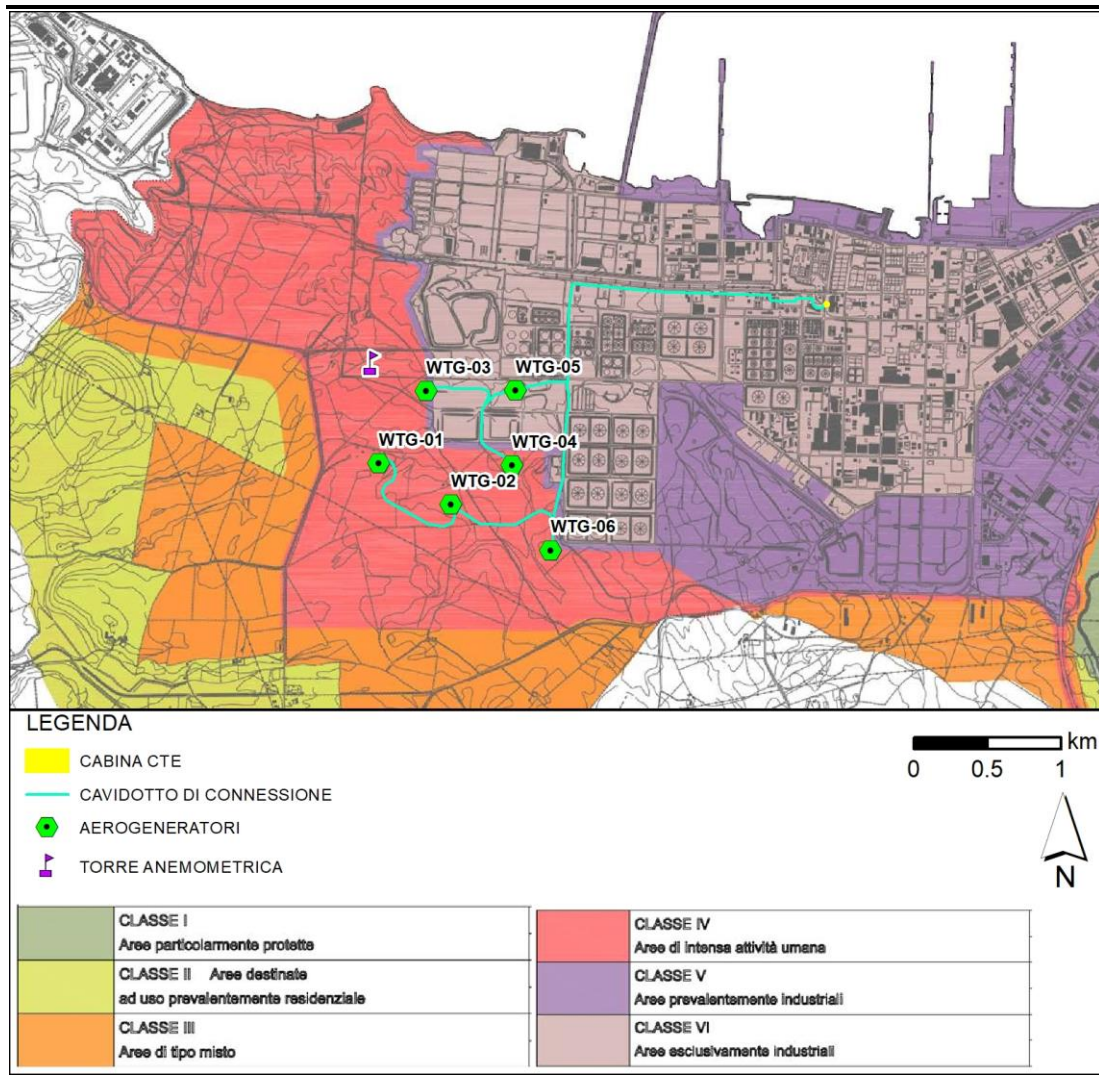 WTG-03
WTG-05
WTG-01
WTG-04
WTG-02
WTG-06
LEGENDA
CABINA CTE
CAVIDOTTO DI CONNESSIONE
AEROGENERATORI
TORRE ANEMOMETRICA
km
0 0.5 1
N
CLASSE I
Aree particolarmente protette
CLASSE II Aree destinate
ad uso prevalentemente residenziale
CLASSE III
Aree di tipo misto
CLASSE IV
Aree di intensa attività umana
CLASSE V
Aree prevalentemente industriali
CLASSE VI
Aree esclusivamente industriali